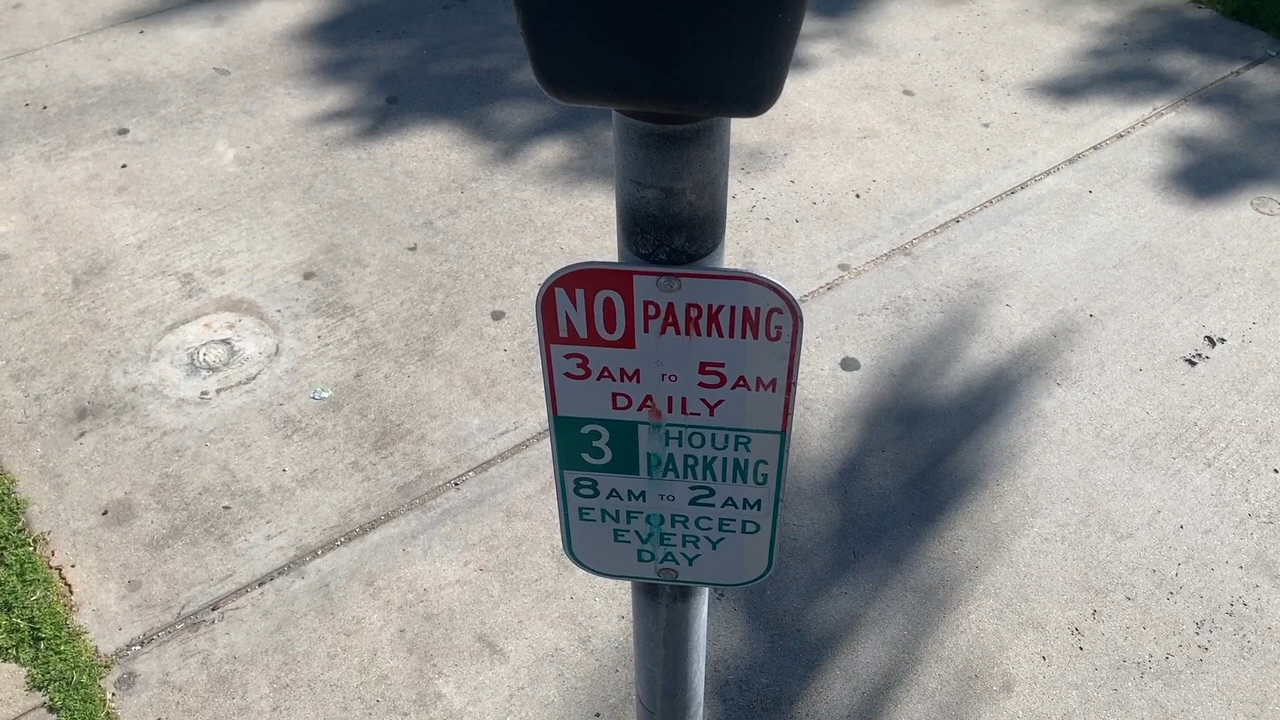 NO PARKING
3AM TO 5AM
DAILY
3 HOUR
PARKING
8AM TO 2AM
ENFORCED
EVERY
DAY